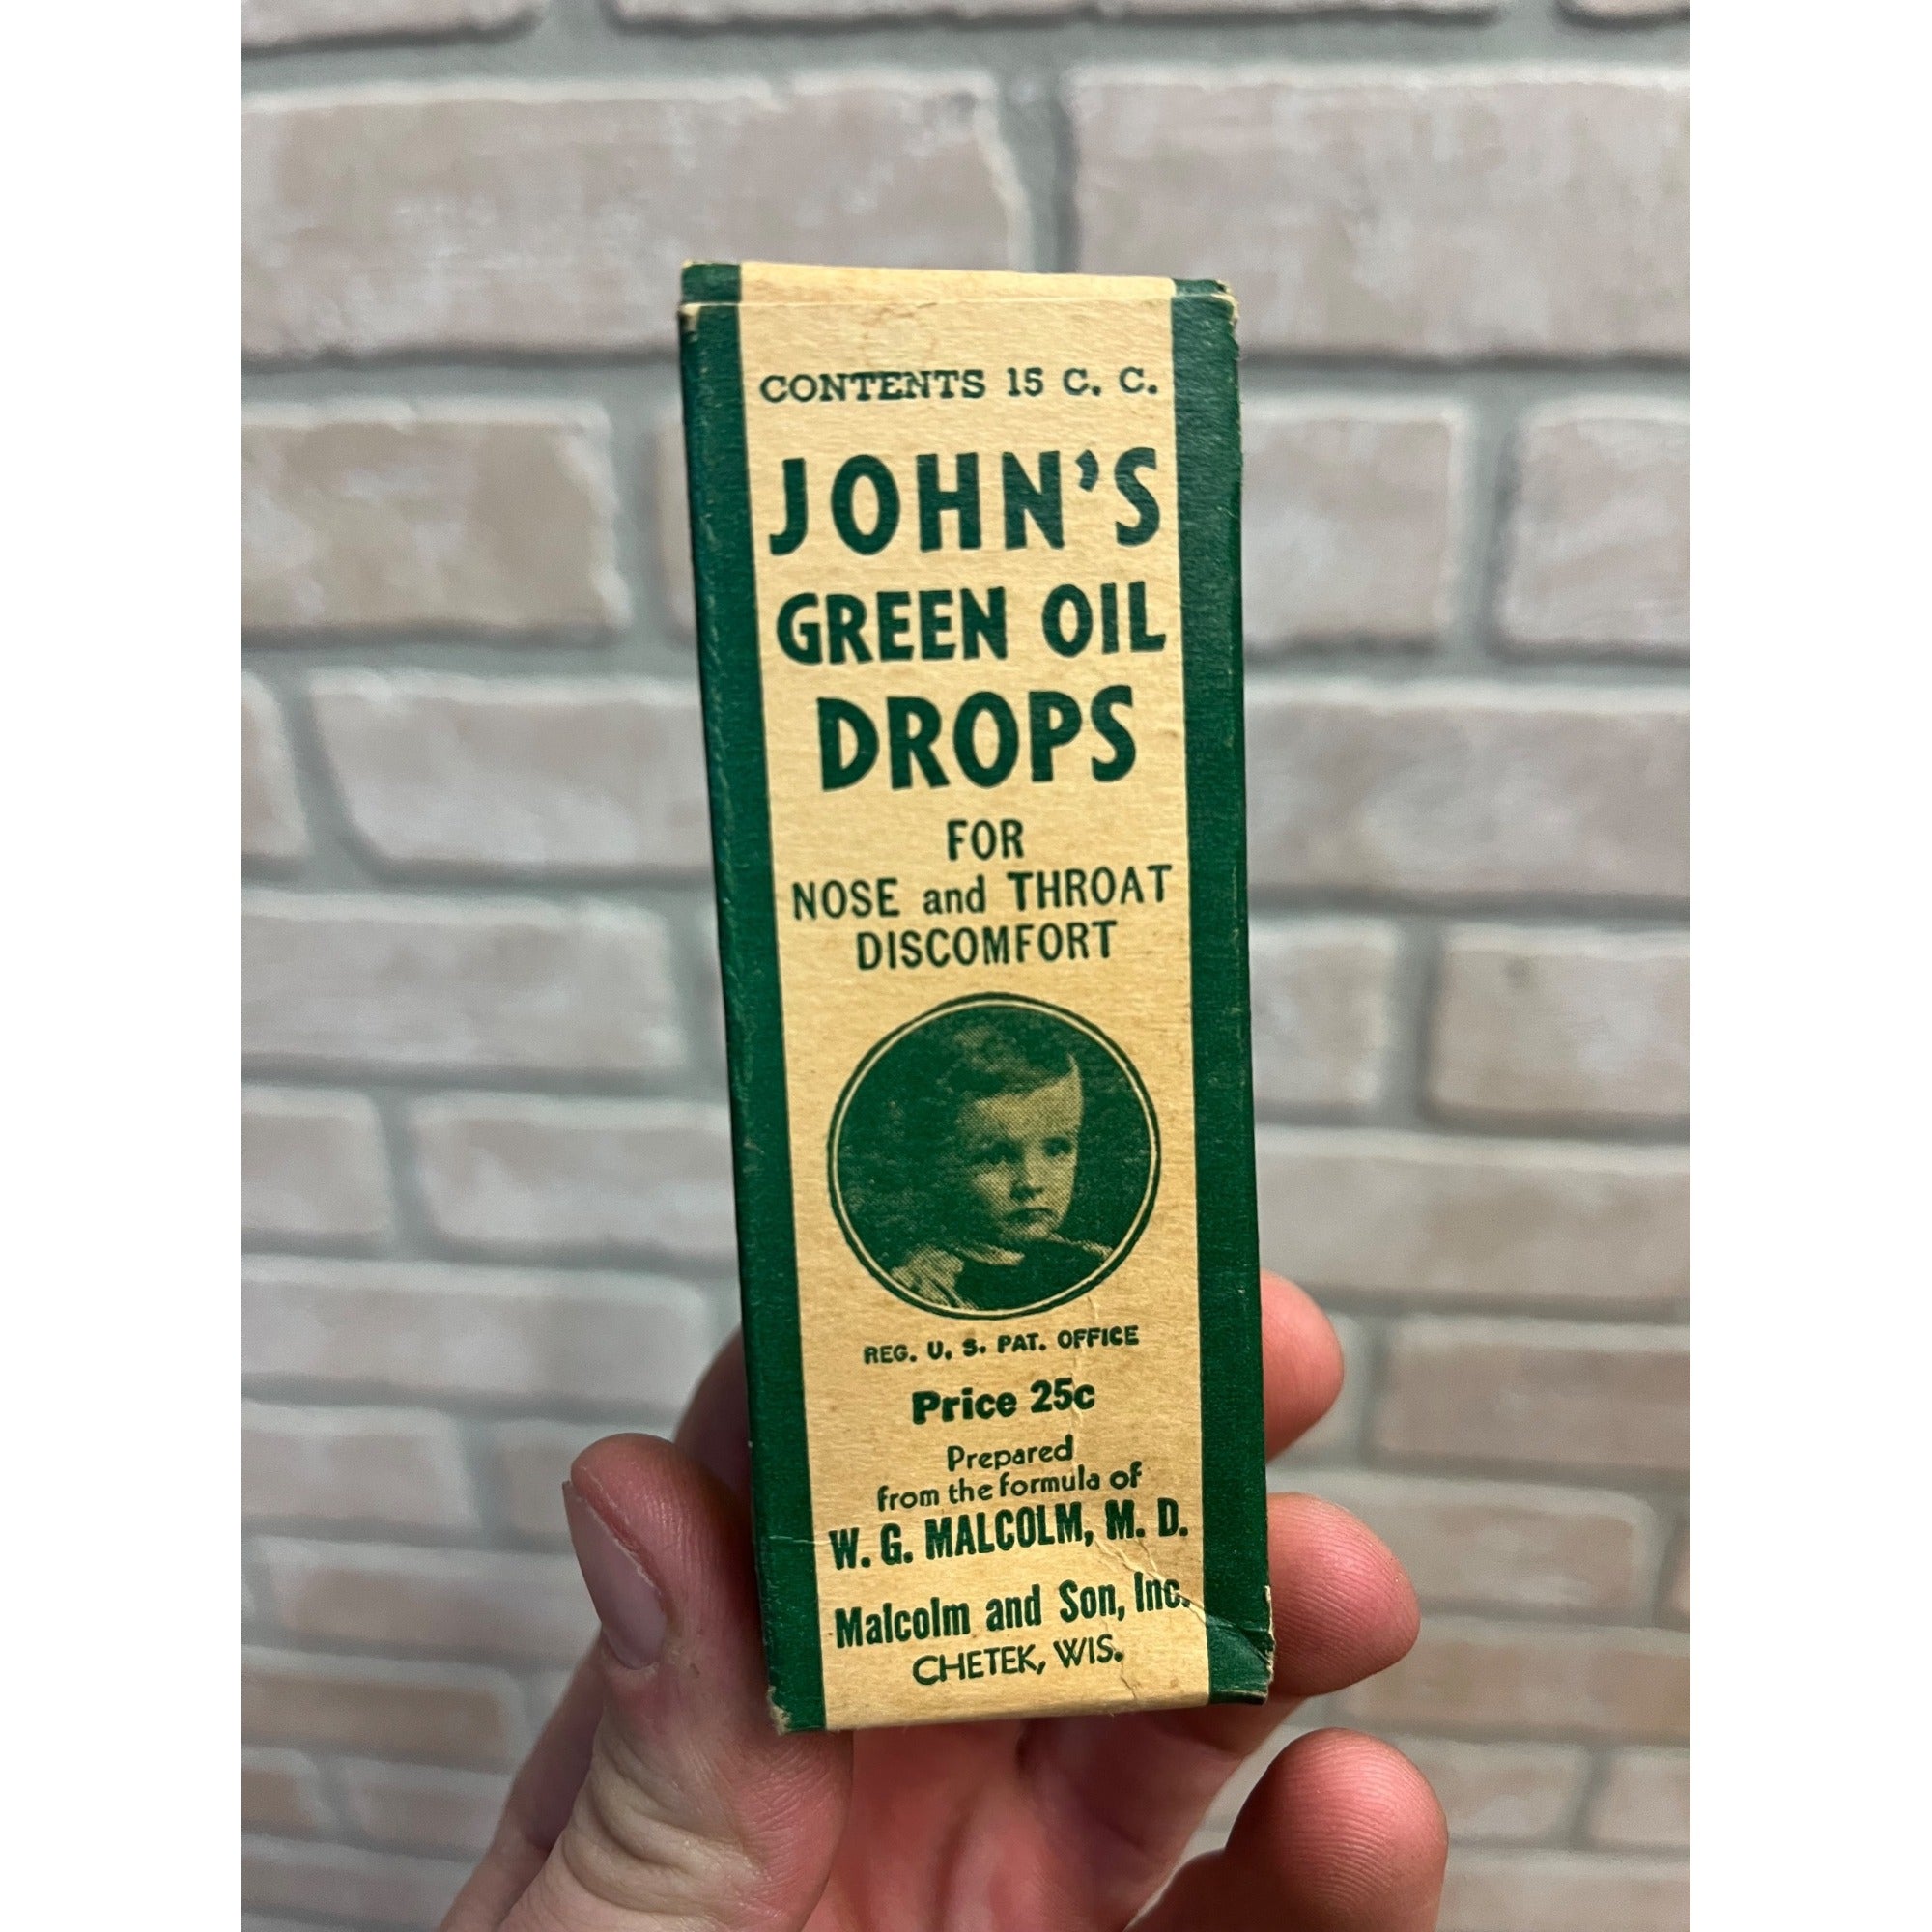 CONTENTS 15 C. C.
JOHN'S
GREEN OIL
DROPS
FOR
NOSE and THROAT
DISCOMFORT
REG. U. S. PAT. OFFICE
Price 25c
Prepared
from the formula of
W. G. MALCOLM, M. D.
Malcolm and Son, Inc.
CHETEK, WIS.